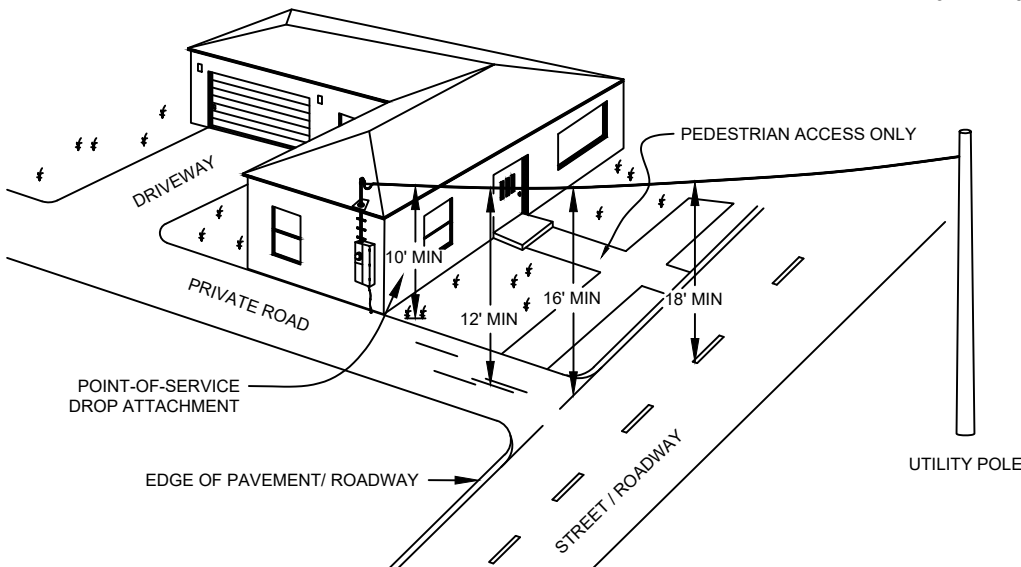 PEDESTRIAN ACCESS ONLY
DRIVEWAY
10' MIN
PRIVATE ROAD
16' MIN
18' MIN
12' MIN
POINT-OF-SERVICE
DROP ATTACHMENT
EDGE OF PAVEMENT/ ROADWAY
STREET / ROADWAY
UTILITY POLE